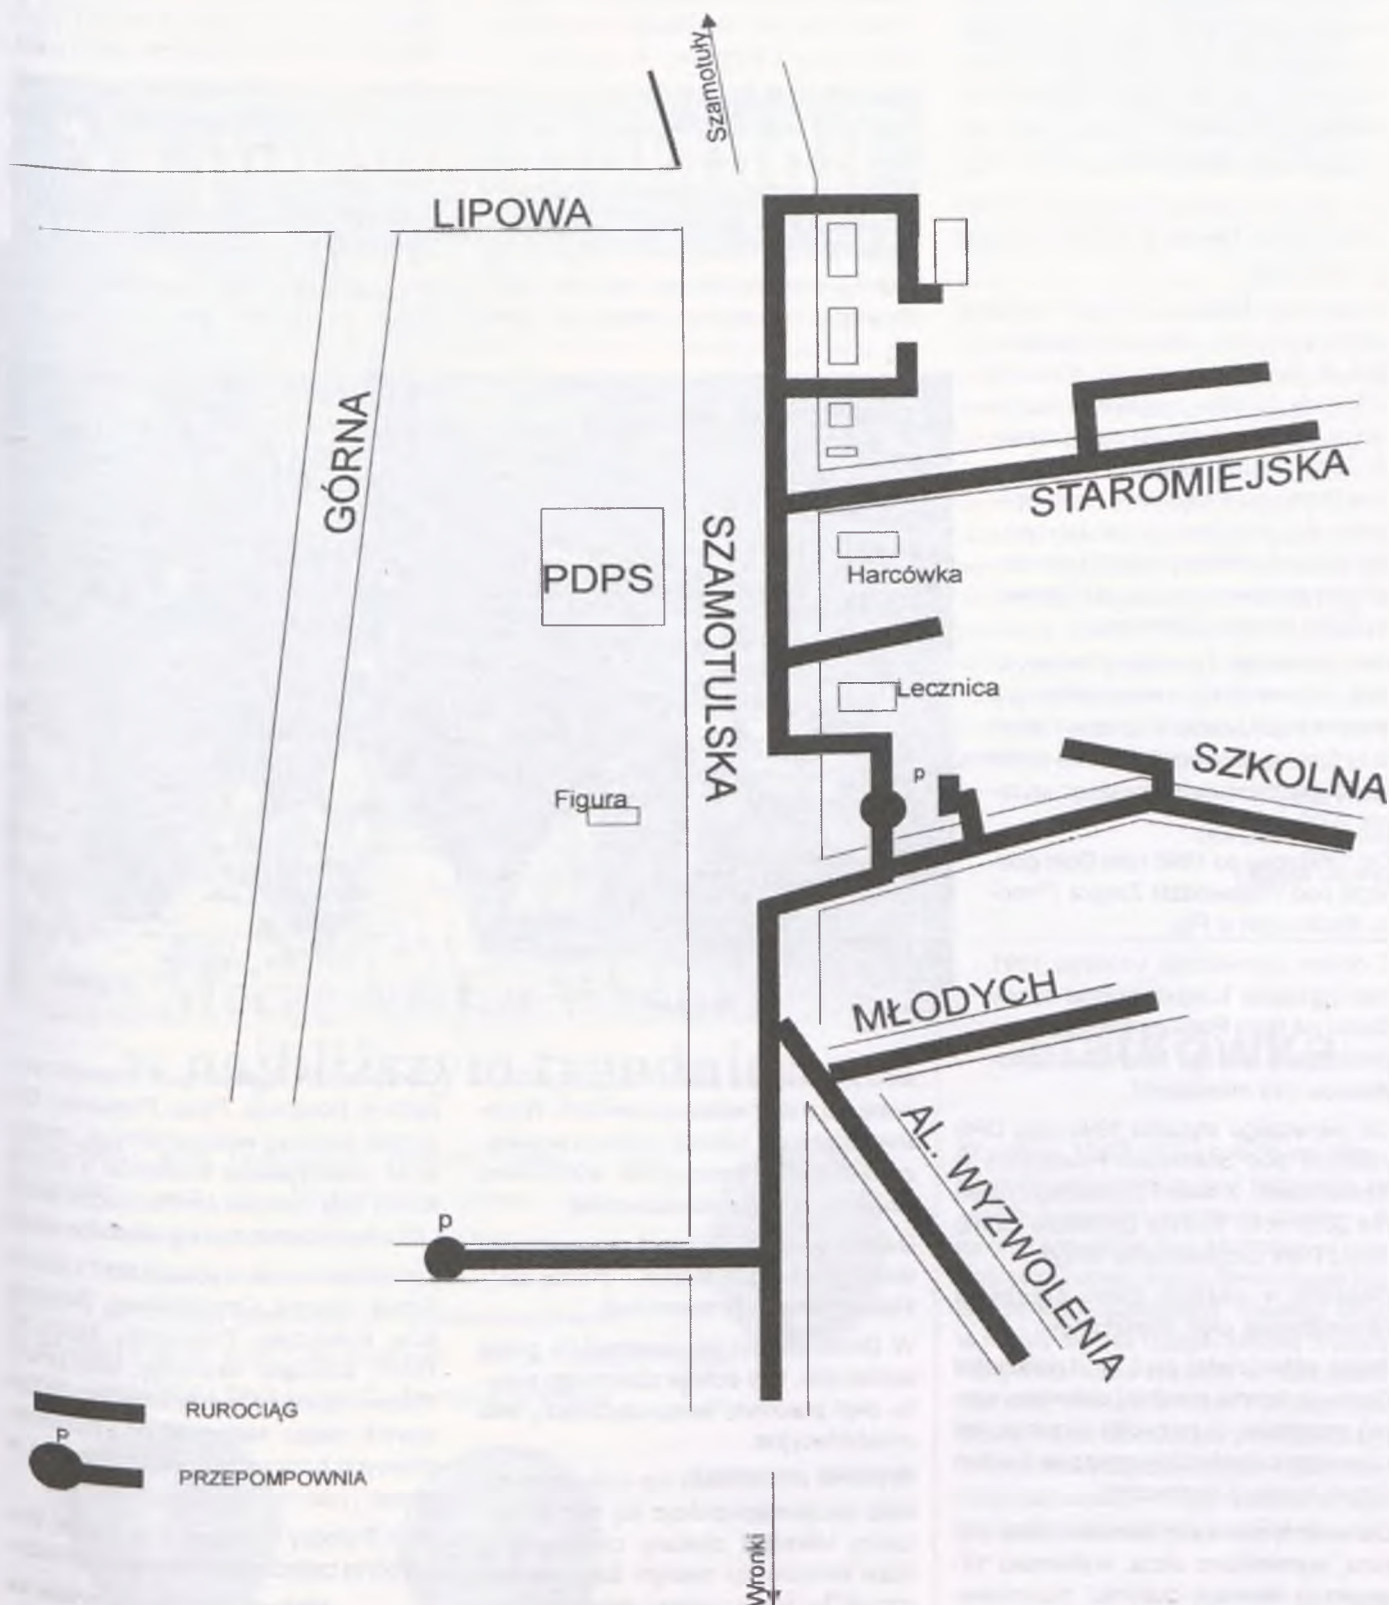 Szamotuły
LIPOWA
GÓRNA
STAROMIEJSKA
PDPS
SZAMOTULSKA
Harcówka
Lecznica
SZKOLNA
p
Figura
MŁODYCH
AL. WYZWOLENIA
p
RUROCIĄG
P
PRZEPOMPOWNIA
Wronki